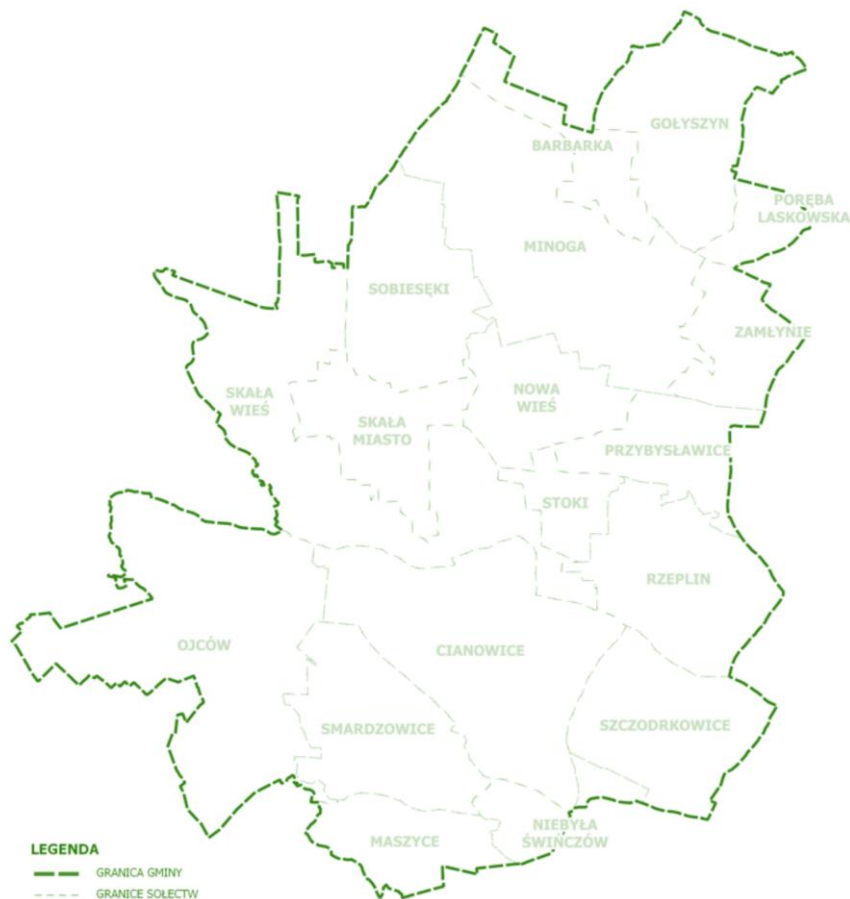 GOŁYSZYN
BARBARKA
PORĘBA
LASKOWSKA
MINOGA
SOBIESĘKI
ZAMŁYNIE
SKAŁA
WIEŚ
NOWA
WIEŚ
SKAŁA
MIASTO
PRZYBYSŁAWICE
STOKI
RZEPLIN
OJCÓW
CIANOWICE
SMARDZOWICE
SZCZODRKOWICE
NIEBYŁA
ŚWIŃCZÓW
MASZYCE
LEGENDA
GRANICA GMINY
GRANICE SOŁECTW